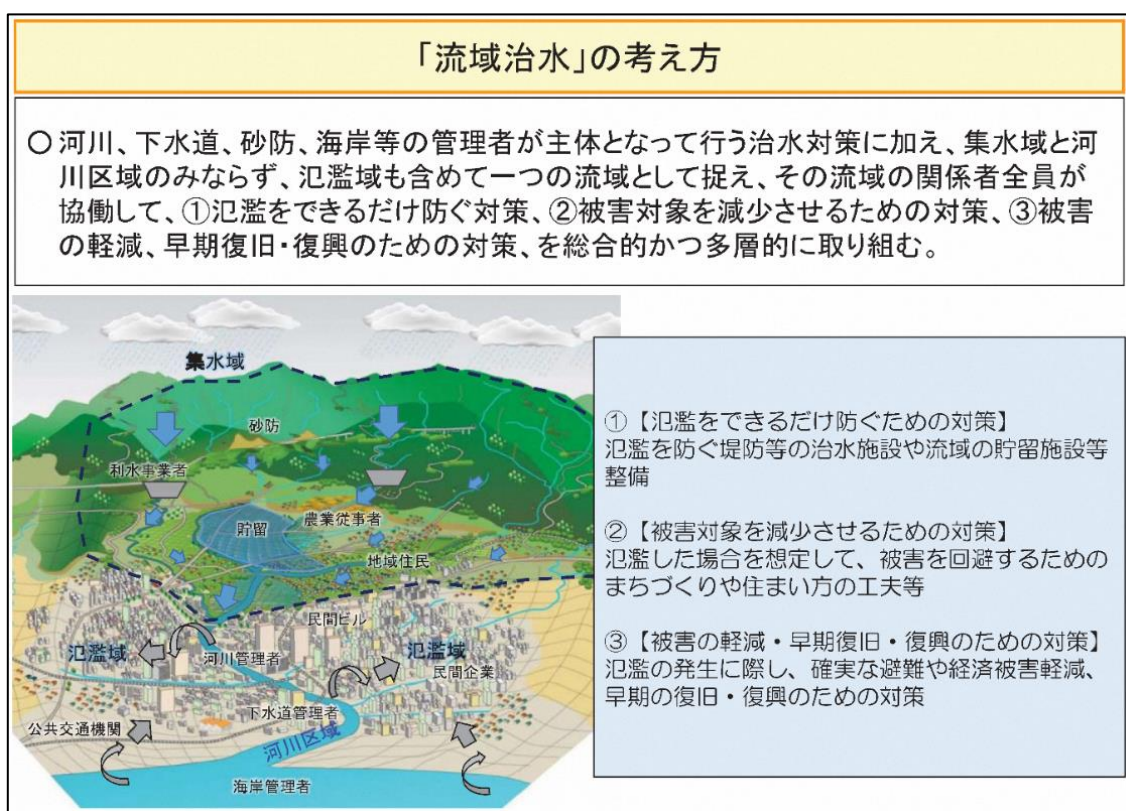 「流域治水」の考え方
○河川、下水道、砂防、海岸等の管理者が主体となって行う治水対策に加え、集水域と河
川区域のみならず、氾濫域も含めて一つの流域として捉え、その流域の関係者全員が
協働して、①氾濫をできるだけ防ぐ対策、②被害対象を減少させるための対策、③被害
の軽減、早期復旧・復興のための対策、を総合的かつ多層的に取り組む。
集水域
砂防
利水事業者
貯留
農業従事者
地域住民
民間ビル
氾濫域
河川管理者
氾濫域
民間企業
下水道管理者
公共交通機関
河川区域
海岸管理者
①【氾濫をできるだけ防ぐための対策】
氾濫を防ぐ堤防等の治水施設や流域の貯留施設等
整備
②【被害対象を減少させるための対策】
氾濫した場合を想定して、被害を回避するための
まちづくりや住まい方の工夫等
③【被害の軽減・早期復旧・復興のための対策】
氾濫の発生に際し、確実な避難や経済被害軽減、
早期の復旧・復興のための対策